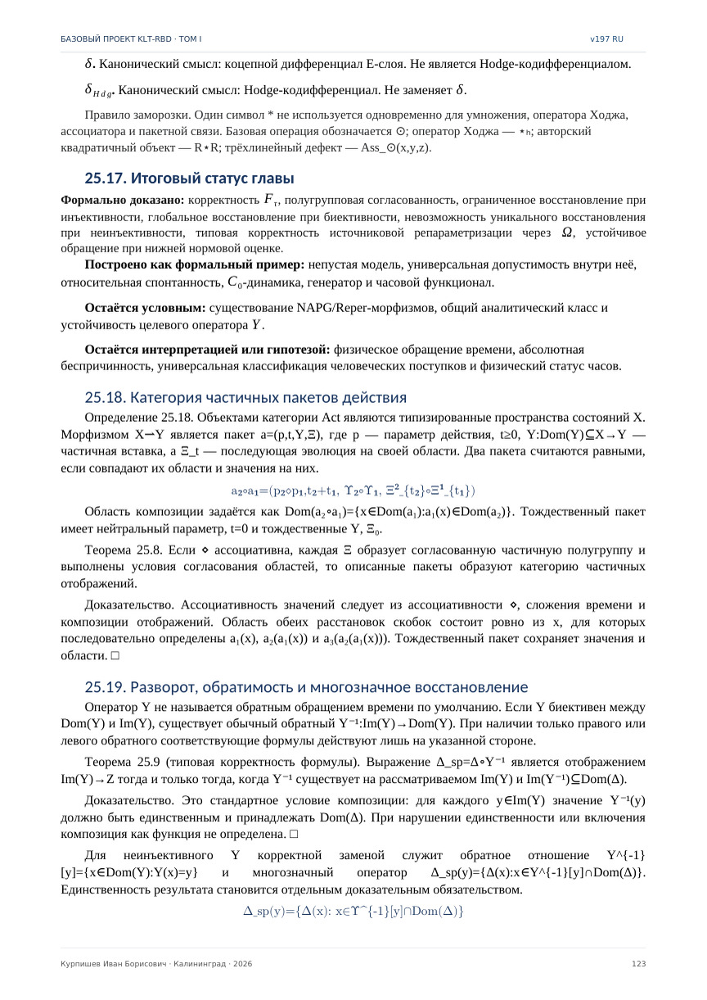 БАЗОВЫЙ ПРОЕКТ KLT-RBD · ТОМ I
v197 RU
δ. Канонический смысл: коцепной дифференциал E-слоя. Не является Hodge-кодифференциалом.
δ_Hdg. Канонический смысл: Hodge-кодифференциал. Не заменяет δ.
Правило заморозки. Один символ * не используется одновременно для умножения, оператора Ходжа,
ассоциатора и пакетной связи. Базовая операция обозначается ⊙; оператор Ходжа — ⋆ₕ; авторский
квадратичный объект — R⋆R; трёхлинейный дефект — Ass_⊙(x,y,z).
25.17. Итоговый статус главы
Формально доказано: корректность F_τ, полугрупповая согласованность, ограниченное восстановление при
инъективности, глобальное восстановление при биективности, невозможность уникального восстановления
при неинъективности, типовая корректность источниковой репараметризации через Ω, устойчивое
обращение при нижней нормовой оценке.
Построено как формальный пример: непустая модель, универсальная допустимость внутри неё,
относительная спонтанность, C₀-динамика, генератор и часовой функционал.
Остаётся условным: существование NAPG/Reper-морфизмов, общий аналитический класс и
устойчивость целевого оператора ϒ.
Остаётся интерпретацией или гипотезой: физическое обращение времени, абсолютная
беспричинность, универсальная классификация человеческих поступков и физический статус часов.
25.18. Категория частичных пакетов действия
Определение 25.18. Объектами категории Act являются типизированные пространства состояний X.
Морфизмом X⇀Y является пакет a=(p,t,ϒ,Ξ), где p — параметр действия, t≥0, ϒ:Dom(ϒ)⊆X→Y —
частичная вставка, а Ξ_t — последующая эволюция на своей области. Два пакета считаются равными,
если совпадают их области и значения на них.
a₂∘a₁=(p₂⋄p₁,t₂+t₁, ϒ₂∘ϒ₁, Ξ²_{t₂}∘Ξ¹_{t₁})
Область композиции задаётся как Dom(a₂∘a₁)={x∈Dom(a₁):a₁(x)∈Dom(a₂)}. Тождественный пакет
имеет нейтральный параметр, t=0 и тождественные ϒ, Ξ₀.
Теорема 25.8. Если ⋄ ассоциативна, каждая Ξ образует согласованную частичную полугруппу и
выполнены условия согласования областей, то описанные пакеты образуют категорию частичных
отображений.
Доказательство. Ассоциативность значений следует из ассоциативности ⋄, сложения времени и
композиции отображений. Область обеих расстановок скобок состоит ровно из x, для которых
последовательно определены a₁(x), a₂(a₁(x)) и a₃(a₂(a₁(x))). Тождественный пакет сохраняет значения и
области. □
25.19. Разворот, обратимость и многозначное восстановление
Оператор ϒ не называется обратным обращением времени по умолчанию. Если ϒ биективен между
Dom(ϒ) и Im(ϒ), существует обычный обратный ϒ⁻¹:Im(ϒ)→Dom(ϒ). При наличии только правого или
левого обратного соответствующие формулы действуют лишь на указанной стороне.
Теорема 25.9 (типовая корректность формулы). Выражение Δ_sp=Δ∘ϒ⁻¹ является отображением
Im(ϒ)→Z тогда и только тогда, когда ϒ⁻¹ существует на рассматриваемом Im(ϒ) и Im(ϒ⁻¹)⊆Dom(Δ).
Доказательство. Это стандартное условие композиции: для каждого y∈Im(ϒ) значение ϒ⁻¹(y)
должно быть единственным и принадлежать Dom(Δ). При нарушении единственности или включения
композиция как функция не определена. □
Для неинъективного ϒ корректной заменой служит обратное отношение ϒ^{-1}
[y]={x∈Dom(ϒ):ϒ(x)=y} и многозначный оператор Δ_sp(y)={Δ(x):x∈ϒ^{-1}[y]∩Dom(Δ)}.
Единственность результата становится отдельным доказательным обязательством.
Δ_sp(y)={Δ(x): x∈ϒ^{-1}[y]∩Dom(Δ)}
Курпишев Иван Борисович · Калининград · 2026
123